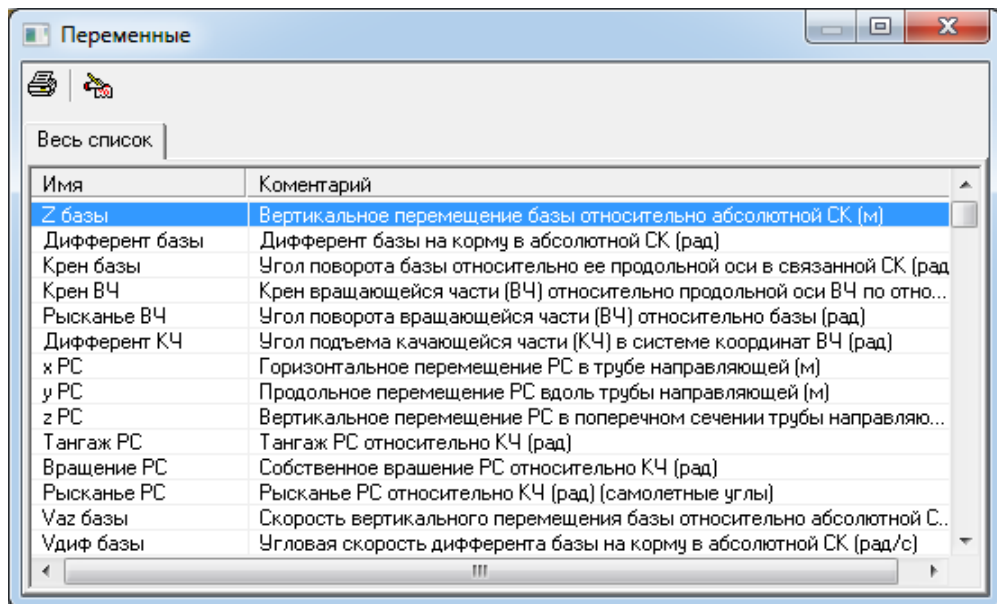 Переменные
Весь список
Имя Коментарий
Z базы Вертикальное перемещение базы относительно абсолютной СК (м)
Дифферент базы Дифферент базы на корму в абсолютной СК (рад)
Крен базы Угол поворота базы относительно ее продольной оси в связанной СК (рад
Крен ВЧ Крен вращающейся части (ВЧ) относительно продольной оси ВЧ по отно...
Рысканье ВЧ Угол поворота вращающейся части (ВЧ) относительно базы (рад)
Дифферент КЧ Угол подъема качающейся части (КЧ) в системе координат ВЧ (рад)
x РС Горизонтальное перемещение РС в трубе направляющей (м)
y РС Продольное перемещение РС вдоль трубы направляющей (м)
z РС Вертикальное перемещение РС в поперечном сечении трубы направляю...
Тангаж РС Тангаж РС относительно КЧ (рад)
Вращение РС Собственное врашение РС относительно КЧ (рад)
Рысканье РС Рысканье РС относительно КЧ (рад) (самолетные углы)
Vaz базы Скорость вертикального перемещения базы относительно абсолютной С...
Vдиф базы Угловая скорость дифферента базы на корму в абсолютной СК (рад/с)